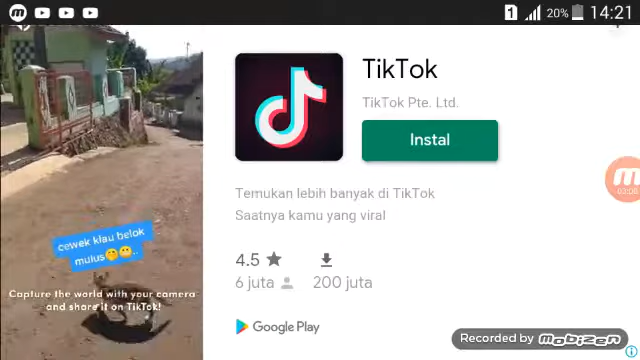 1 20% 14:21
TikTok
TikTok Pte. Ltd.
Instal
Temukan lebih banyak di TikTok
Saatnya kamu yang viral
4.5
6 juta
200 juta
Google Play
cewek klau belok
mulus🤔😬..
Capture the world with your camera
and share it on TikTok!
03:06
Recorded by
Mobizen